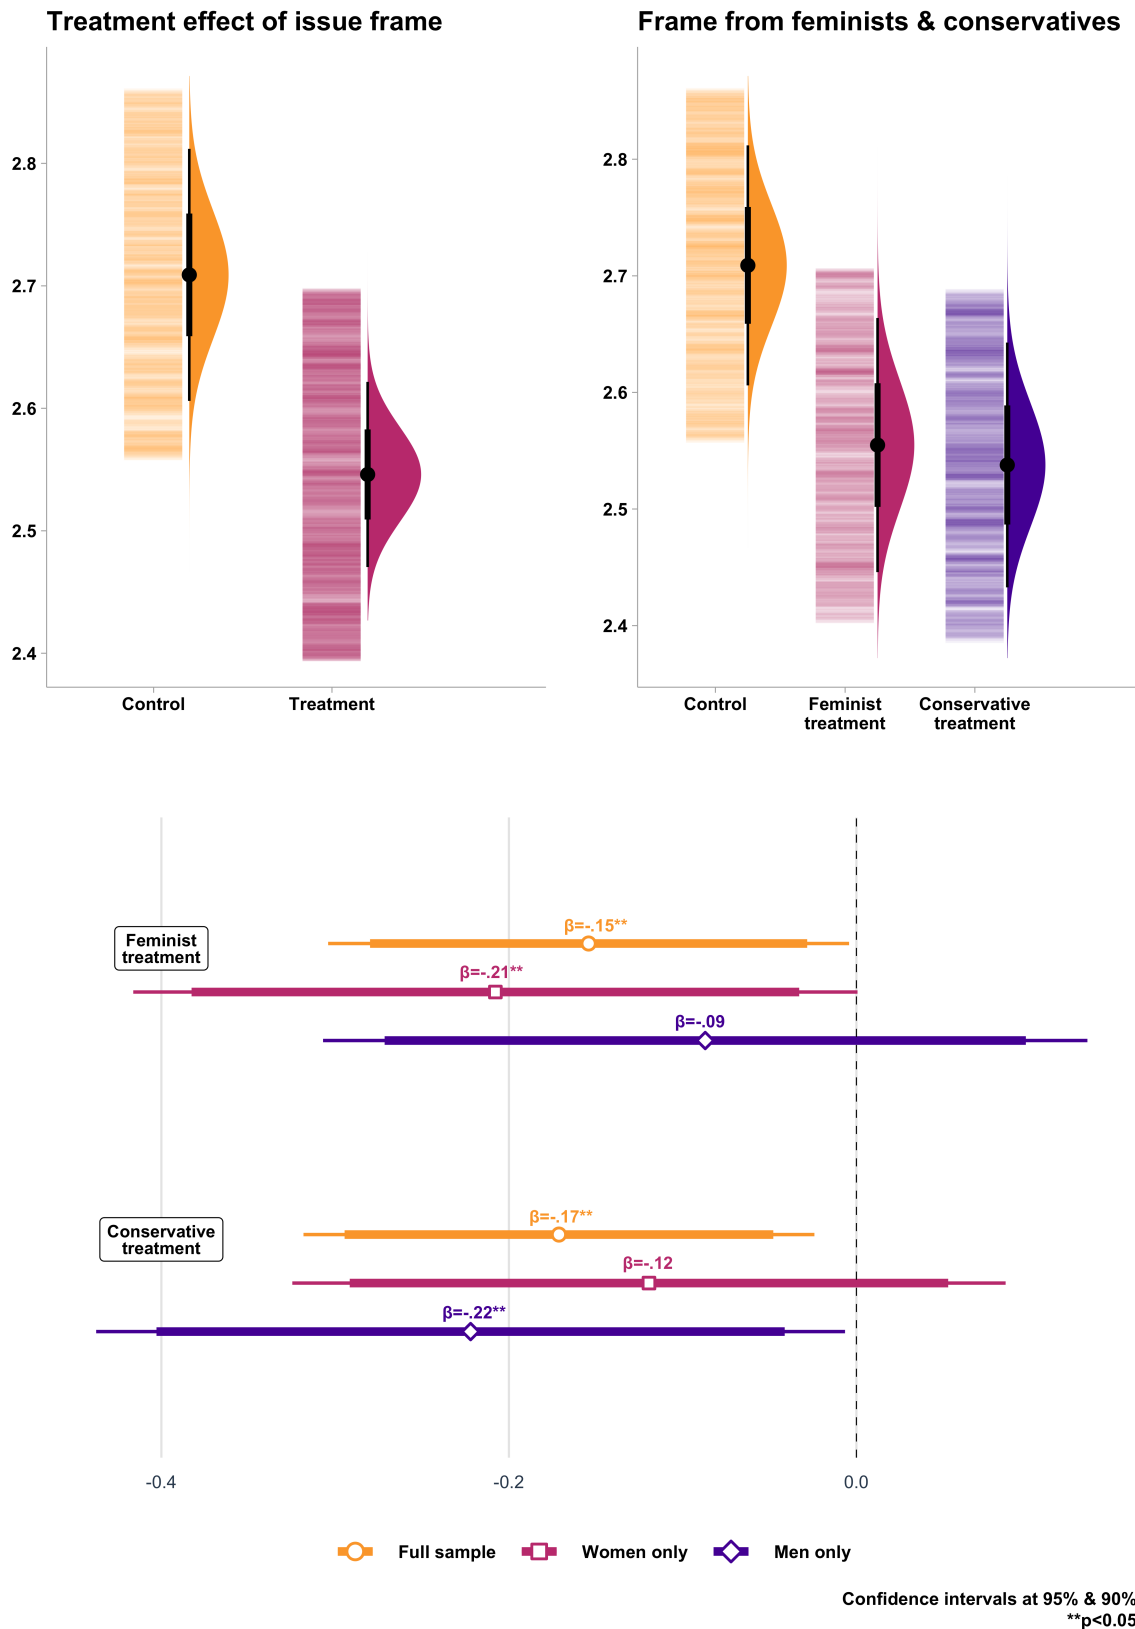 Treatment effect of issue frame
2.8
2.7
2.6
2.5
2.4
Control
Treatment
Frame from feminists & conservatives
2.8
2.7
2.6
2.5
2.4
Control
Feminist
treatment
Conservative
treatment
Feminist
treatment
β=-.15**
β=-.21**
β=-.09
Conservative
treatment
β=-.17**
β=-.12
β=-.22**
-0.4
-0.2
0.0
Full sample
Women only
Men only
Confidence intervals at 95% & 90%
**p<0.05